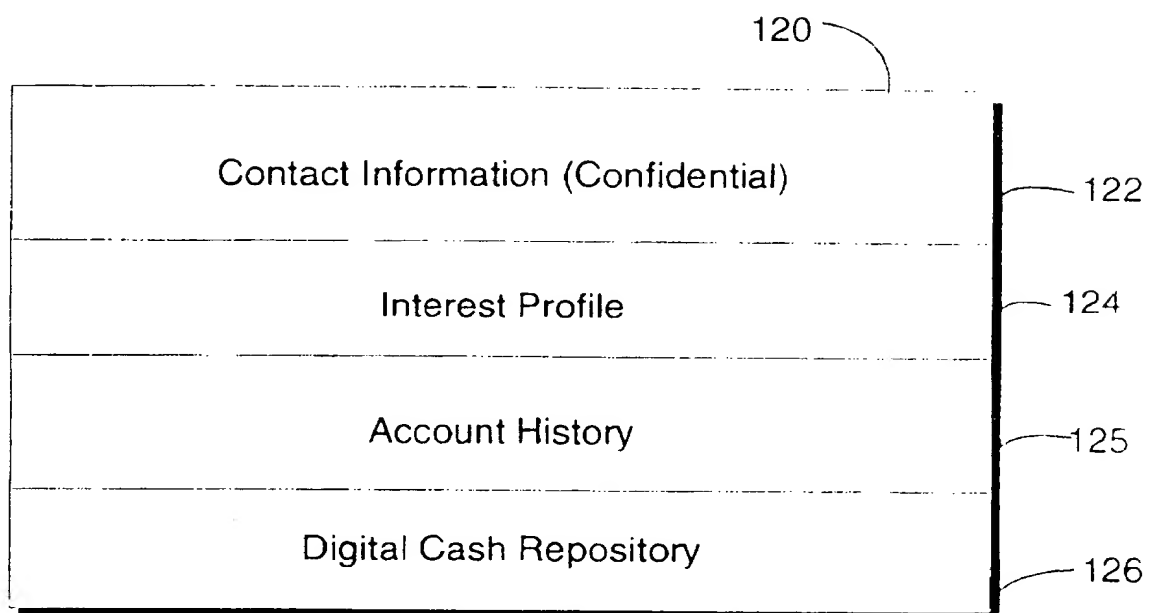 120
Contact Information (Confidential)
122
Interest Profile
124
Account History
125
Digital Cash Repository
126